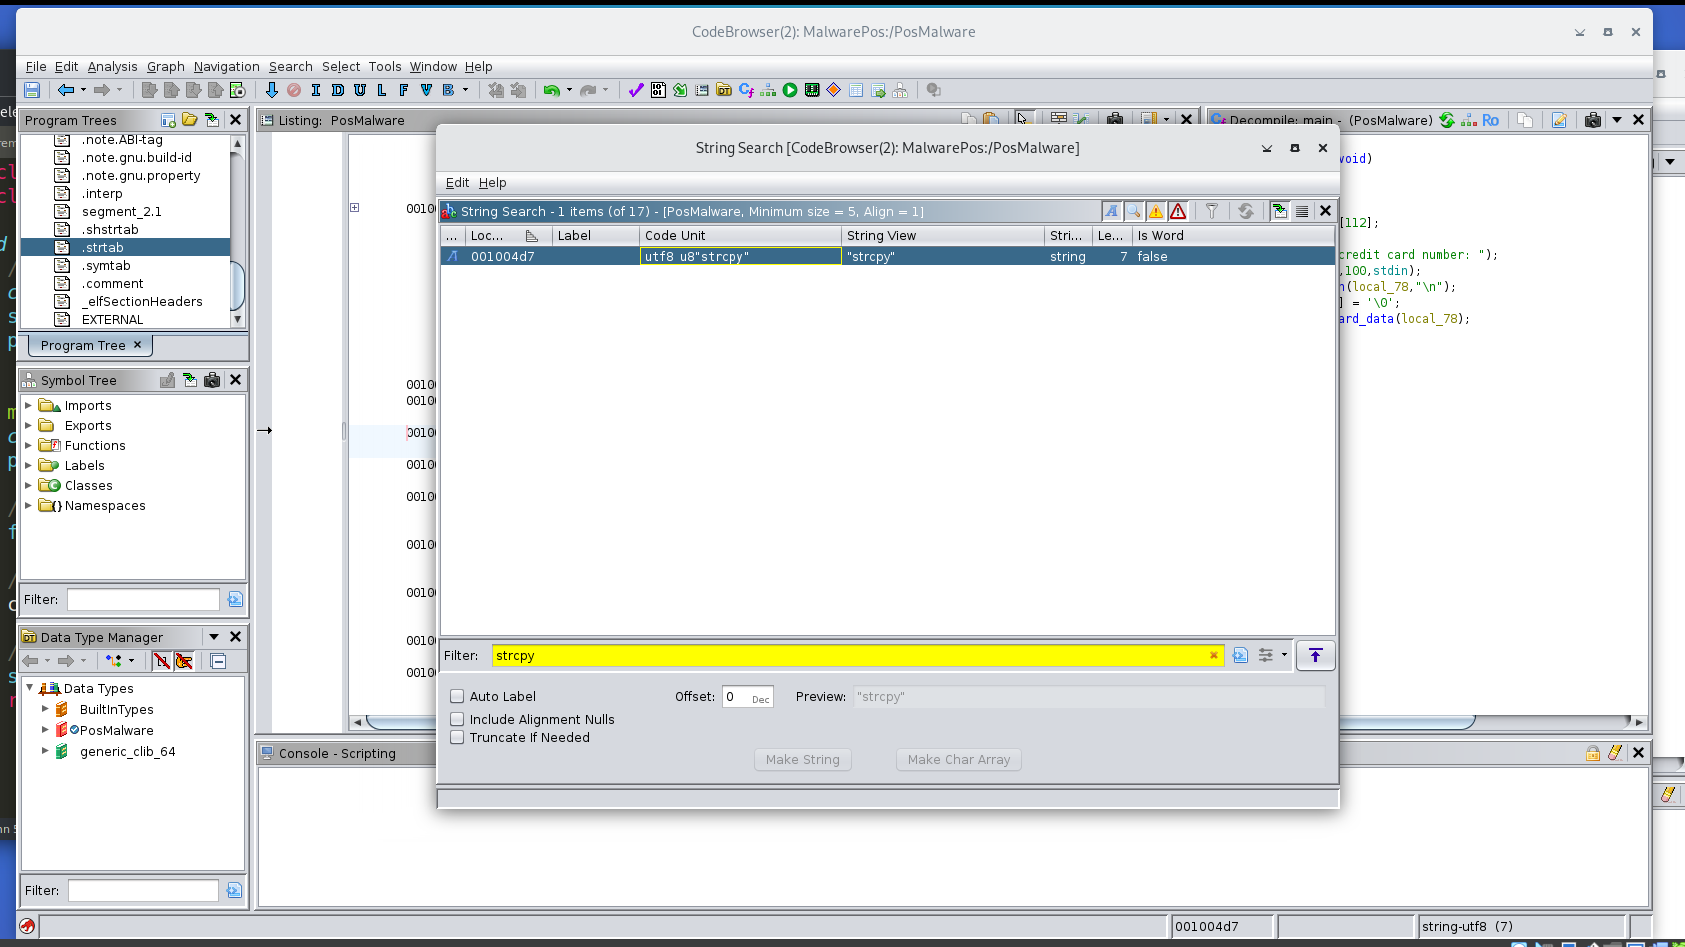 CodeBrowser(2): MalwarePos:/PosMalware
File Edit Analysis Graph Navigation Search Select Tools Window Help
I D U L F V B
Program Trees
Listing: PosMalware
Decompile: main - (PosMalware)
Ro
.note.ABI-tag
.note.gnu.build-id
.note.gnu.property
.interp
segment_2.1
.shstrtab
.strtab
.symtab
.comment
_elfSectionHeaders
EXTERNAL
Program Tree
Symbol Tree
Imports
Exports
Functions
Labels
Classes
Namespaces
Filter:
Data Type Manager
Data Types
BuiltInTypes
PosMalware
generic_clib_64
Filter:
String Search [CodeBrowser(2): MalwarePos:/PosMalware]
Edit Help
String Search - 1 items (of 17) - [PosMalware, Minimum size = 5, Align = 1]
... Loc... Label Code Unit String View Stri... Le... Is Word
001004d7 utf8 u8"strcpy" "strcpy" string 7 false
Filter: strcpy
Auto Label Offset: 0 Dec Preview: "strcpy"
Include Alignment Nulls
Truncate If Needed
Make String Make Char Array
void)
[112];
credit card number: ");
,100,stdin);
(local_78,"\n");
] = '\0';
ard_data(local_78);
Console - Scripting
001004d7
string-utf8 (7)